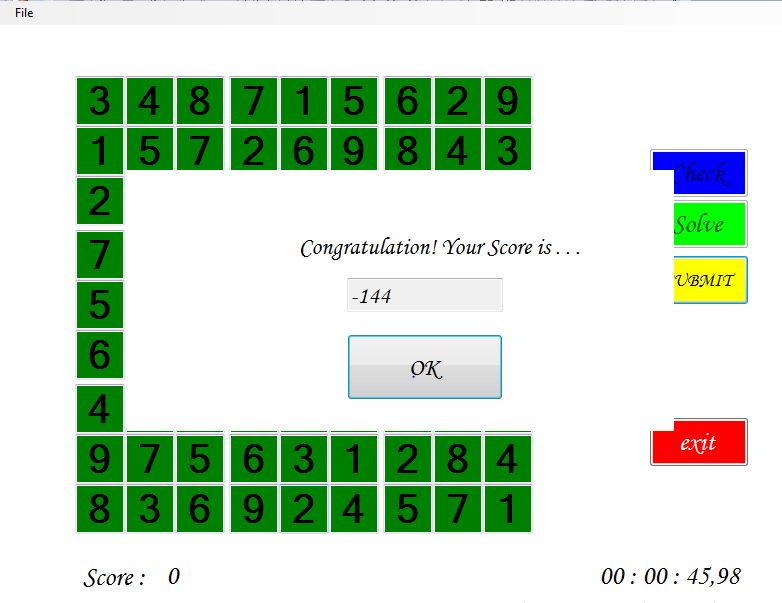 File
3 4 8 7 1 5 6 2 9
1 5 7 2 6 9 8 4 3
Check
2
Solve
Congratulation! Your Score is . . .
7
-144
UBMIT
5
6
OK
4
9 7 5 6 3 1 2 8 4
exit
8 3 6 9 2 4 5 7 1
Score : 0
00 : 00 : 45,98